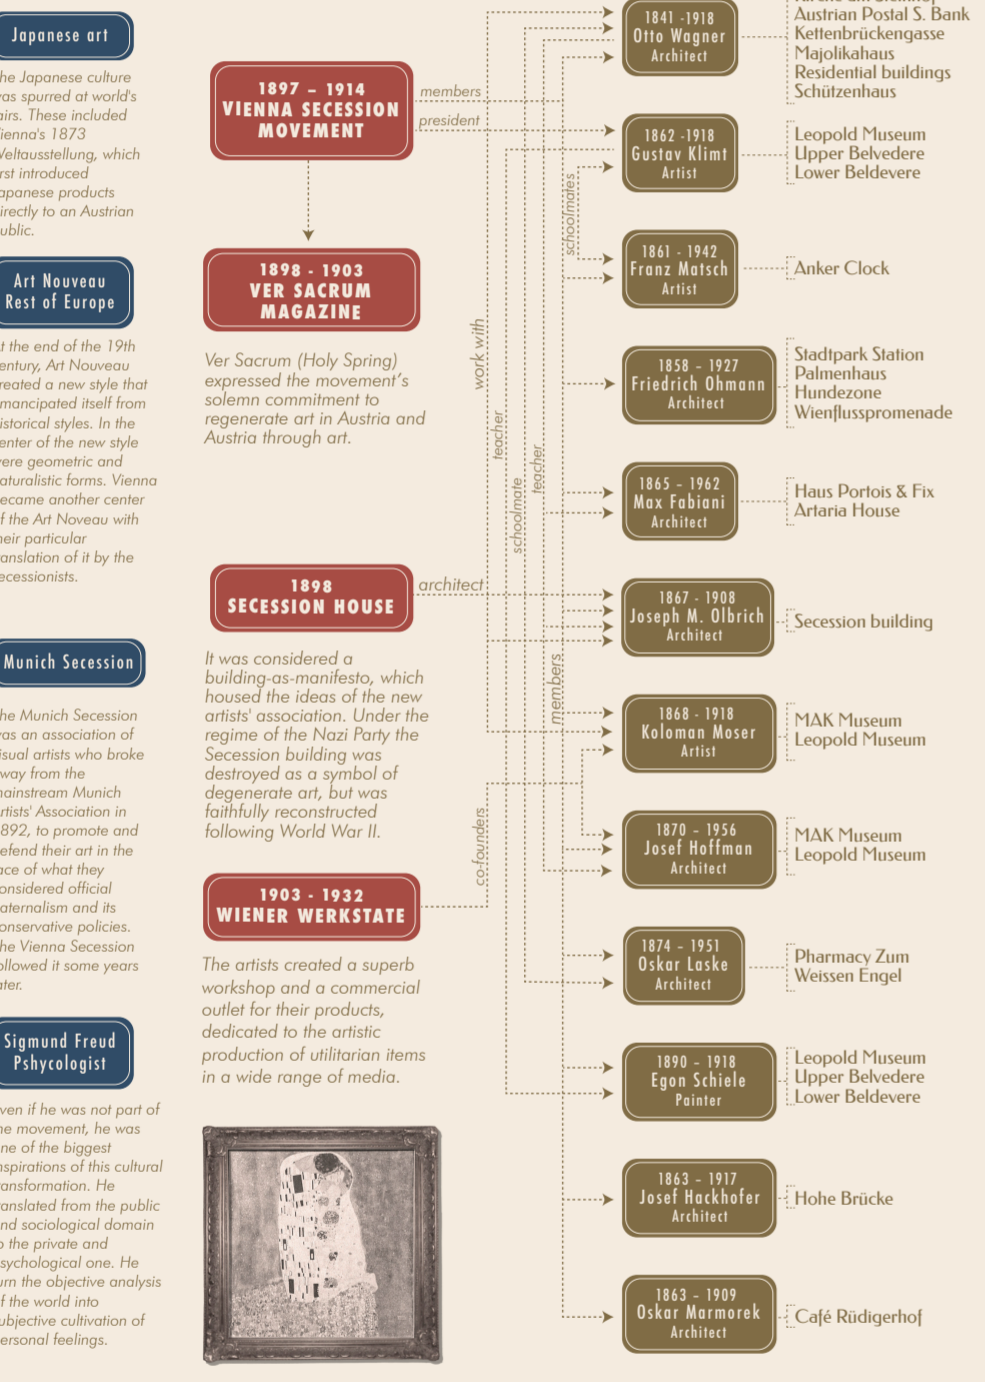 Japanese art
he Japanese culture
as spurred at world's
airs. These included
ienna's 1873
eltausstellung, which
rst introduced
apanese products
irectly to an Austrian
ublic.
Art Nouveau
Rest of Europe
t the end of the 19th
entury, Art Nouveau
reated a new style that
mancipated itself from
istorical styles. In the
enter of the new style
ere geometric and
aturalistic forms. Vienna
ecame another center
f the Art Noveau with
heir particular
anslation of it by the
ecessionists.
Munich Secession
he Munich Secession
as an association of
isual artists who broke
way from the
ainstream Munich
rtists' Association in
892, to promote and
efend their art in the
ace of what they
onsidered official
aternalism and its
onservative policies.
he Vienna Secession
ollowed it some years
ater.
Sigmund Freud
Pshycologist
ven if he was not part of
he movement, he was
ne of the biggest
nspirations of this cultural
ansformation. He
anslated from the public
nd sociological domain
o the private and
sychological one. He
urn the objective analysis
f the world into
ubjective cultivation of
ersonal feelings.
1897 – 1914
VIENNA SECESSION
MOVEMENT
members
president
1898 - 1903
VER SACRUM
MAGAZINE
Ver Sacrum (Holy Spring)
expressed the movement's
solemn commitment to
regenerate art in Austria and
Austria through art.
1898
SECESSION HOUSE
architect
It was considered a
building-as-manifesto, which
housed the ideas of the new
artists' association. Under the
regime of the Nazi Party the
Secession building was
destroyed as a symbol of
degenerate art, but was
faithfully reconstructed
following World War II.
1903 - 1932
WIENER WERKSTATE
The artists created a superb
workshop and a commercial
outlet for their products,
dedicated to the artistic
production of utilitarian items
in a wide range of media.
work with
teacher
schoolmate
teacher
schoolmates
members
co-founders
1841 -1918
Otto Wagner
Architect
Austrian Postal S. Bank
Kettenbrückengasse
Majolikahaus
Residential buildings
Schützenhaus
1862 -1918
Gustav Klimt
Artist
Leopold Museum
Upper Belvedere
Lower Beldevere
1861 - 1942
Franz Matsch
Artist
Anker Clock
1858 – 1927
Friedrich Ohmann
Architect
Stadtpark Station
Palmenhaus
Hundezone
Wienflusspromenade
1865 – 1962
Max Fabiani
Architect
Haus Portois & Fix
Artaria House
1867 - 1908
Joseph M. Olbrich
Architect
Secession building
1868 - 1918
Koloman Moser
Artist
MAK Museum
Leopold Museum
1870 – 1956
Josef Hoffman
Architect
MAK Museum
Leopold Museum
1874 – 1951
Oskar Laske
Architect
Pharmacy Zum
Weissen Engel
1890 – 1918
Egon Schiele
Painter
Leopold Museum
Upper Belvedere
Lower Beldevere
1863 – 1917
Josef Hackhofer
Architect
Hohe Brücke
1863 – 1909
Oskar Marmorek
Architect
Café Rüdigerhof